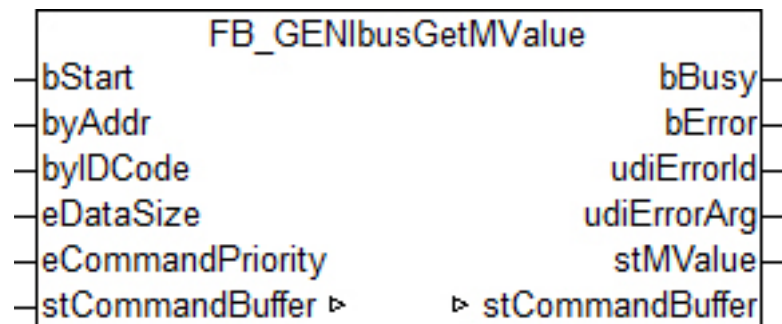 FB_GENIbusGetMValue
bStart bBusy
byAddr bError
byIDCode udiErrorId
eDataSize udiErrorArg
eCommandPriority stMValue
stCommandBuffer ▹ ▹ stCommandBuffer